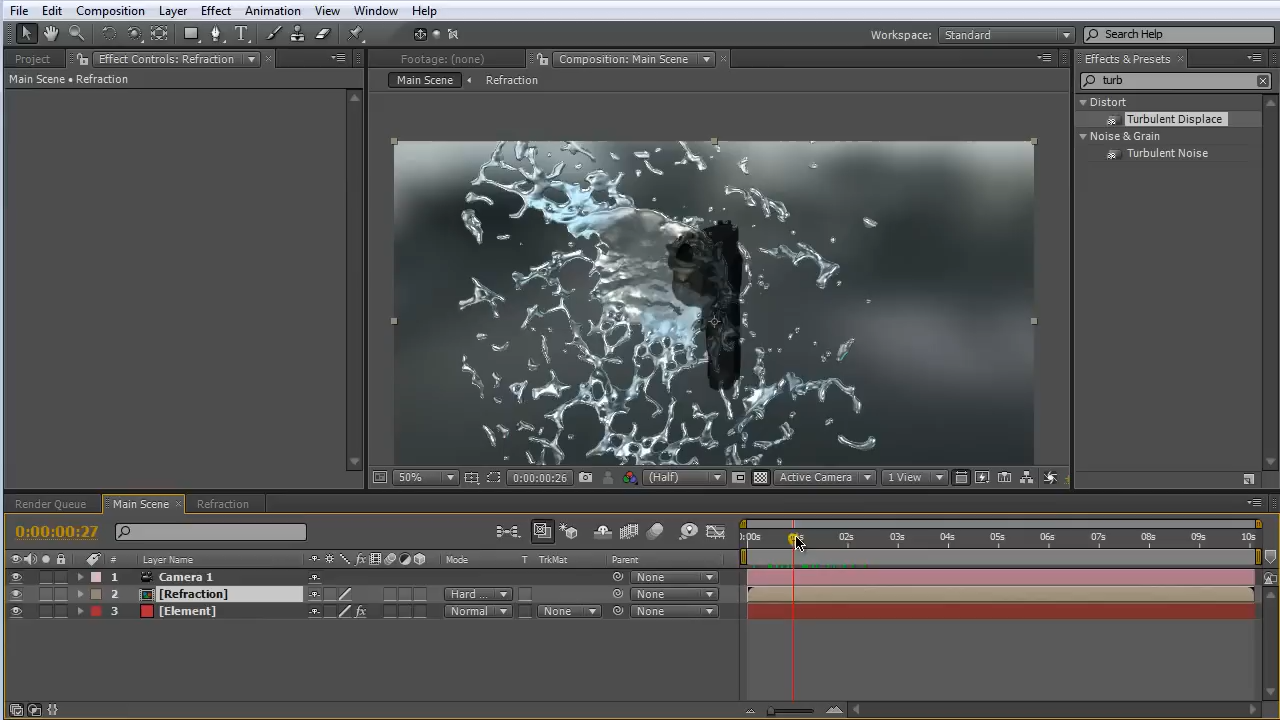 File Edit Composition Layer Effect Animation View Window Help
Workspace: Standard Search Help
Project Effect Controls: Refraction Footage: (none) Composition: Main Scene Effects & Presets
Main Scene • Refraction Main Scene Refraction turb
Distort
Turbulent Displace
Noise & Grain
Turbulent Noise
50% 0:00:00:26 (Half) Active Camera 1 View
Render Queue Main Scene Refraction
0:00:00:27
02s 03s 04s 05s 06s 07s 08s 09s 10s
# Layer Name Mode T TrkMat Parent
1 Camera 1 None
2 [Refraction] Hard ... None
3 [Element] fx Normal None None